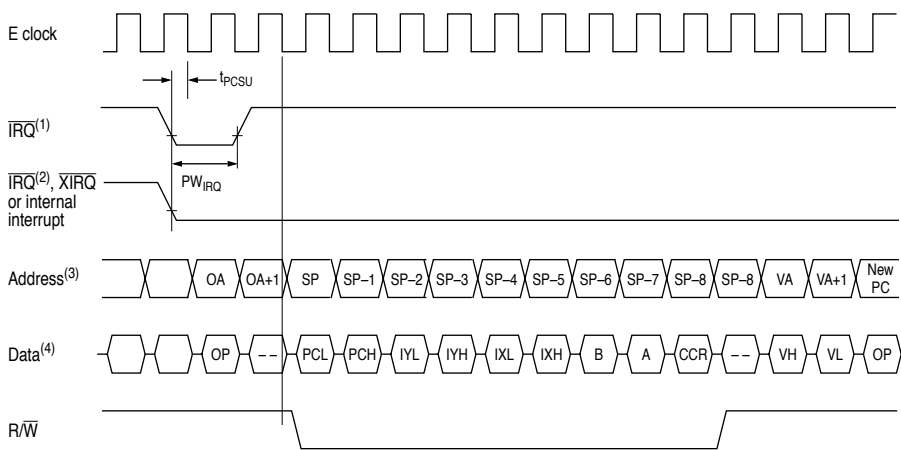 E clock
tPCSU
IRQ(1)
PWIRQ
IRQ(2), XIRQ
or internal
interrupt
Address(3) OA OA+1 SP SP–1 SP–2 SP–3 SP–4 SP–5 SP–6 SP–7 SP–8 SP–8 VA VA+1 New PC
Data(4) OP – – PCL PCH IYL IYH IXL IXH B A CCR – – VH VL OP
R/W